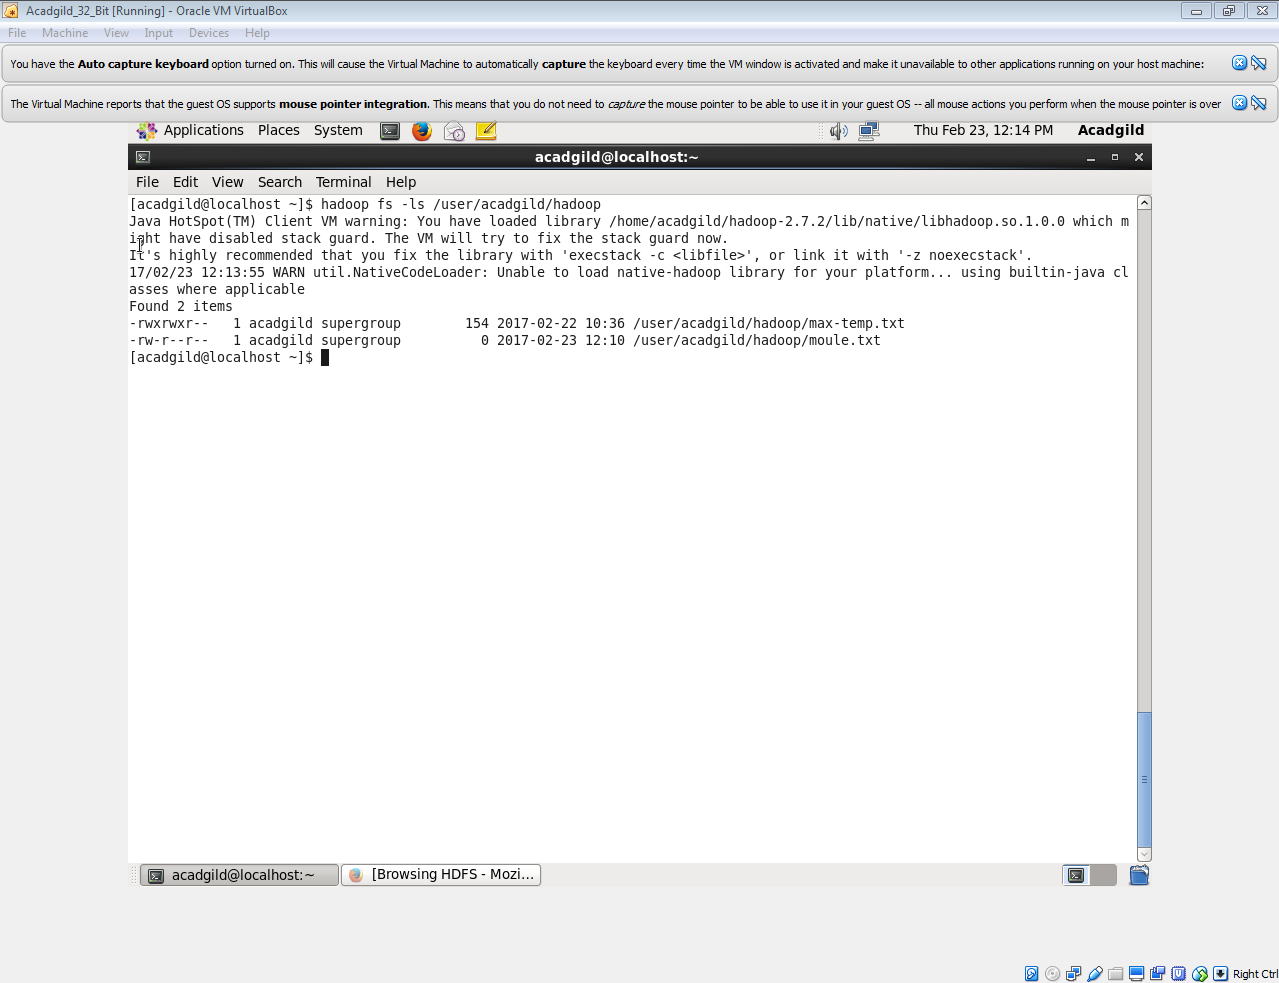 Acadgild_32_Bit [Running] - Oracle VM VirtualBox
File Machine View Input Devices Help
You have the Auto capture keyboard option turned on. This will cause the Virtual Machine to automatically capture the keyboard every time the VM window is activated and make it unavailable to other applications running on your host machine:
The Virtual Machine reports that the guest OS supports mouse pointer integration. This means that you do not need to capture the mouse pointer to be able to use it in your guest OS -- all mouse actions you perform when the mouse pointer is over
Applications Places System Thu Feb 23, 12:14 PM Acadgild
acadgild@localhost:~
File Edit View Search Terminal Help
[acadgild@localhost ~]$ hadoop fs -ls /user/acadgild/hadoop
Java HotSpot(TM) Client VM warning: You have loaded library /home/acadgild/hadoop-2.7.2/lib/native/libhadoop.so.1.0.0 which m
ight have disabled stack guard. The VM will try to fix the stack guard now.
It's highly recommended that you fix the library with 'execstack -c <libfile>', or link it with '-z noexecstack'.
17/02/23 12:13:55 WARN util.NativeCodeLoader: Unable to load native-hadoop library for your platform... using builtin-java cl
asses where applicable
Found 2 items
-rwxrwxr--   1 acadgild supergroup        154 2017-02-22 10:36 /user/acadgild/hadoop/max-temp.txt
-rw-r--r--   1 acadgild supergroup          0 2017-02-23 12:10 /user/acadgild/hadoop/moule.txt
[acadgild@localhost ~]$
acadgild@localhost:~ [Browsing HDFS - Mozi...
Right Ctrl